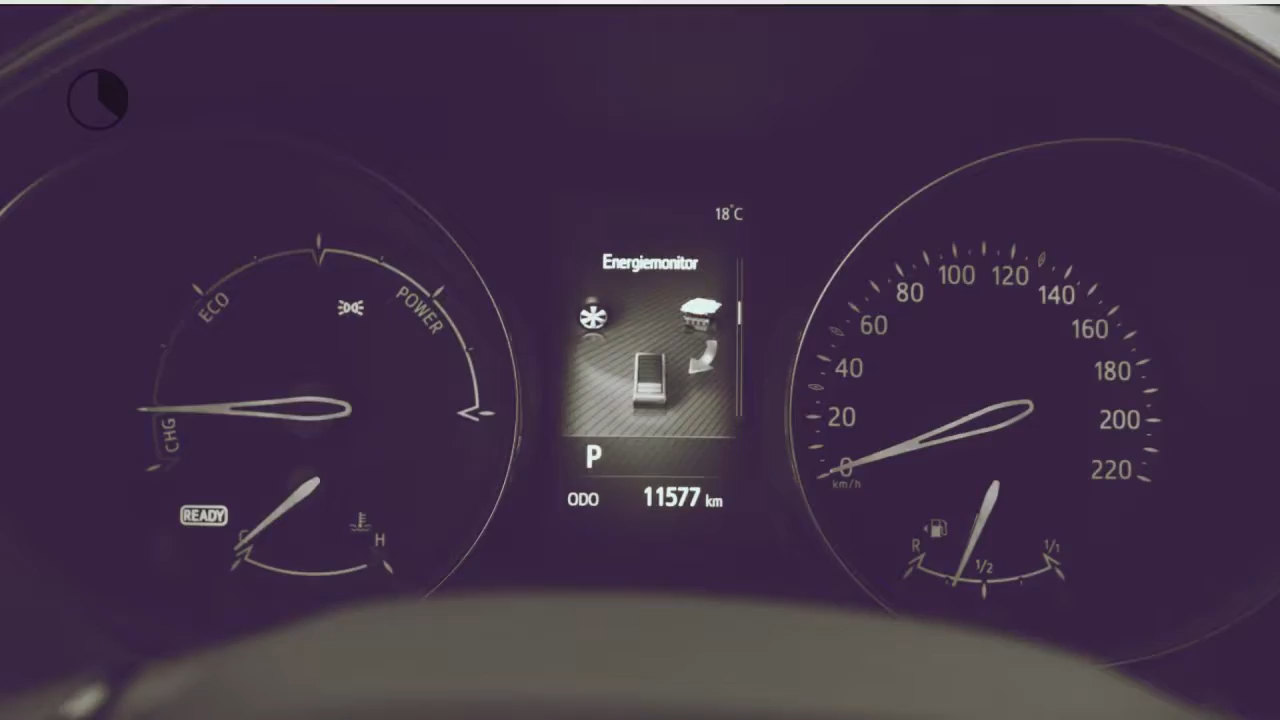 18°C
Energiemonitor
P
ODO 11577 km
ECO
POWER
CHG
READY
C
H
0
20
40
60
80
100
120
140
160
180
200
220
km/h
R
1/2
1/1